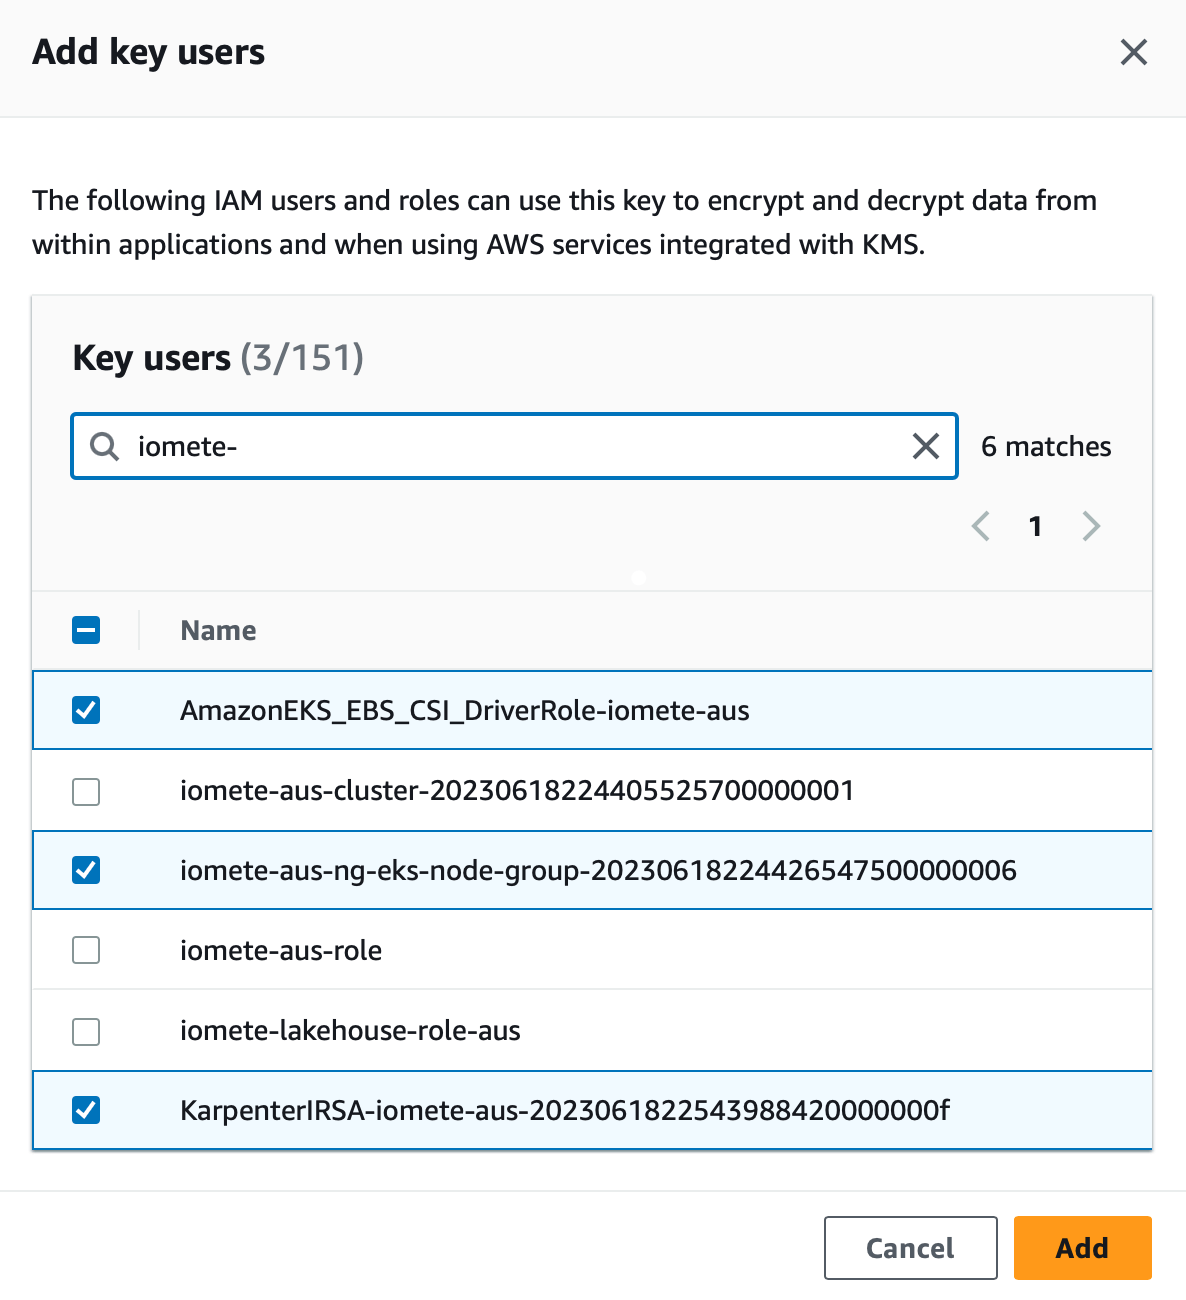 Add key users
The following IAM users and roles can use this key to encrypt and decrypt data from
within applications and when using AWS services integrated with KMS.
Key users (3/151)
iomete-
6 matches
1
Name
AmazonEKS_EBS_CSI_DriverRole-iomete-aus
iomete-aus-cluster-20230618224405525700000001
iomete-aus-ng-eks-node-group-20230618224426547500000006
iomete-aus-role
iomete-lakehouse-role-aus
KarpenterIRSA-iomete-aus-2023061822543988420000000f
Cancel
Add